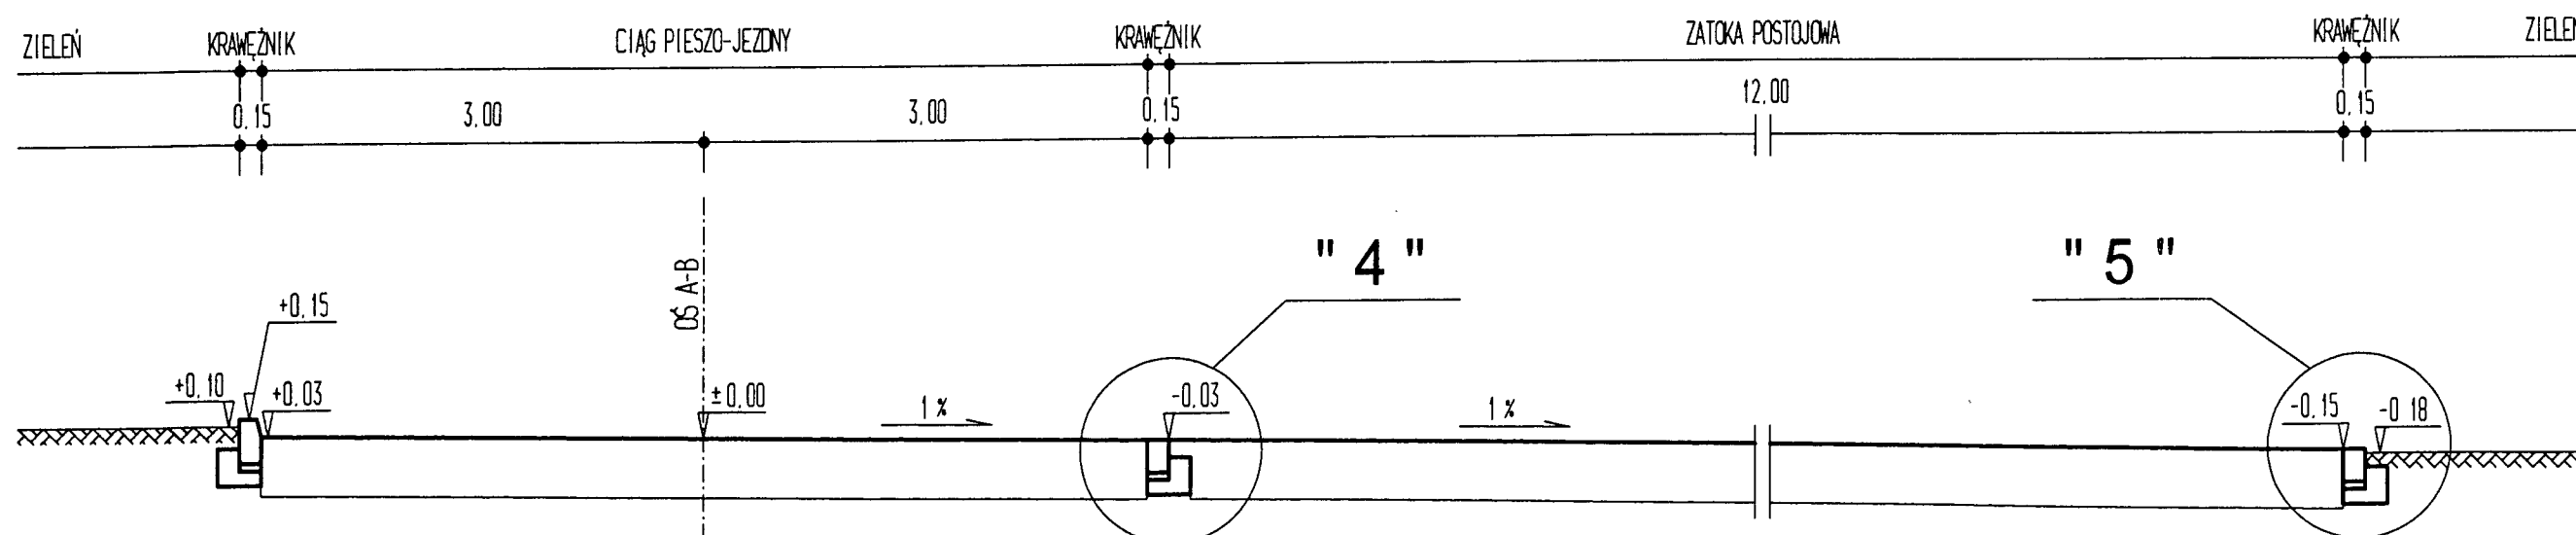 ZIELEŃ KRAWĘŻNIK CIĄG PIESZO-JEZDNY KRAWĘŻNIK ZATOKA POSTOJOWA KRAWĘŻNIK ZIELEŃ
0,15 3,00 3,00 0,15 12,00 0,15
"4" "5"
OŚ A-B
+0,15
+0,10 +0,03 ±0,00 1% -0,03 1% -0,15 -0 18